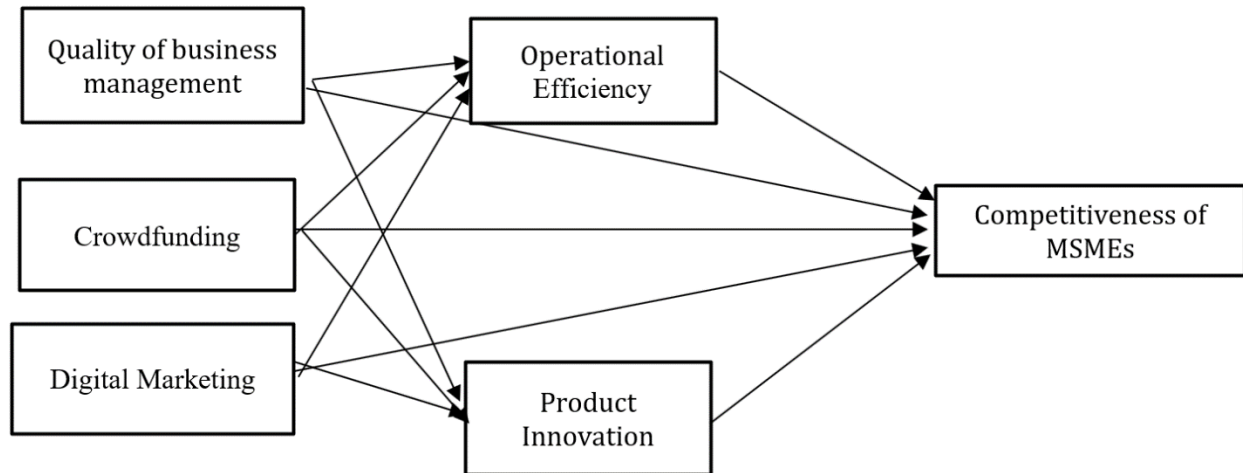 Quality of business
management
Operational
Efficiency
Crowdfunding
Competitiveness of
MSMEs
Digital Marketing
Product
Innovation